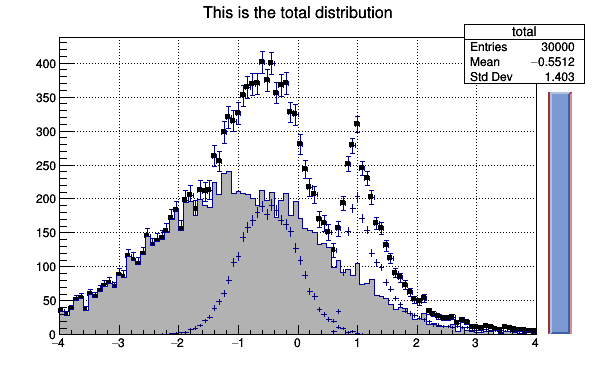 This is the total distribution
total
Entries 30000
Mean −0.5512
Std Dev 1.403
400
350
300
250
200
150
100
50
0
−4 −3 −2 −1 0 1 2 3 4